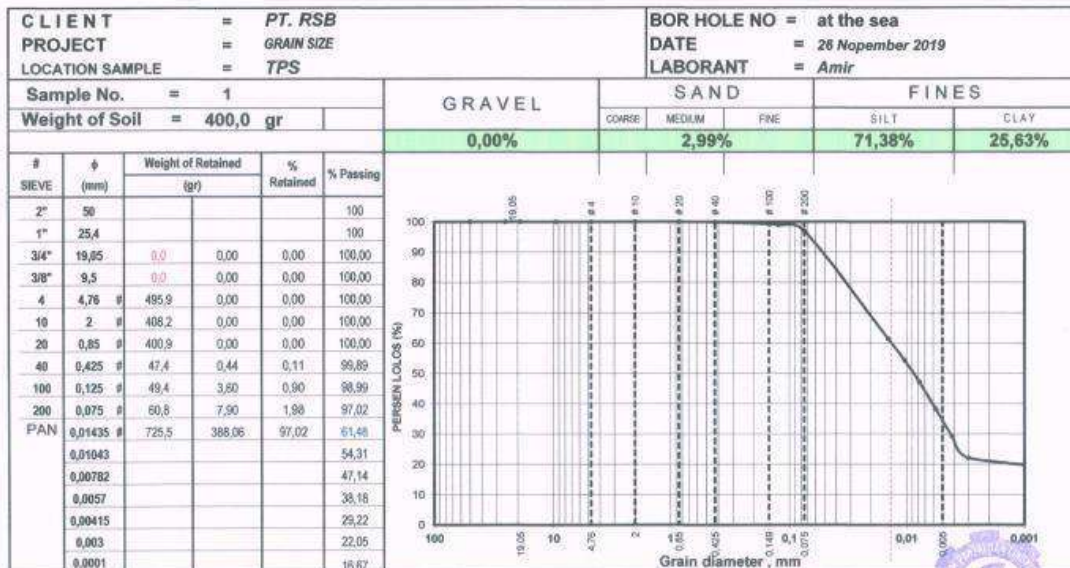 CLIENT = PT. RSB
PROJECT = GRAIN SIZE
LOCATION SAMPLE = TPS
BOR HOLE NO = at the sea
DATE = 26 Nopember 2019
LABORANT = Amir
Sample No. = 1
Weight of Soil = 400,0 gr
GRAVEL SAND FINES
COARSE MEDIUM FINE SILT CLAY
0,00% 2,99% 71,38% 25,63%
# SIEVE ϕ (mm) Weight of Retained (gr) % Retained % Passing
2" 50 100
1" 25,4 100
3/4" 19,05 0,0 0,00 0,00 100,00
3/8" 9,5 0,0 0,00 0,00 100,00
4 4,76 # 495,9 0,00 0,00 100,00
10 2 # 408,2 0,00 0,00 100,00
20 0,85 # 400,9 0,00 0,00 100,00
40 0,425 # 47,4 0,44 0,11 99,89
100 0,125 # 49,4 3,60 0,90 98,99
200 0,075 # 60,8 7,90 1,98 97,02
PAN 0,01435 # 725,5 388,06 97,02 61,48
0,01043 54,31
0,00782 47,14
0,0057 38,18
0,00415 29,22
0,003 22,05
0,0001 16,67
19,05 # 4 # 10 # 20 # 40 # 100 # 200
PERSEN LOLOS (%)
100
90
80
70
60
50
40
30
20
10
0
100 19,05 10 4,76 2 1 0,85 0,425 0,149 0,1 0,075 0,01 0,005 0,001
Grain diameter , mm